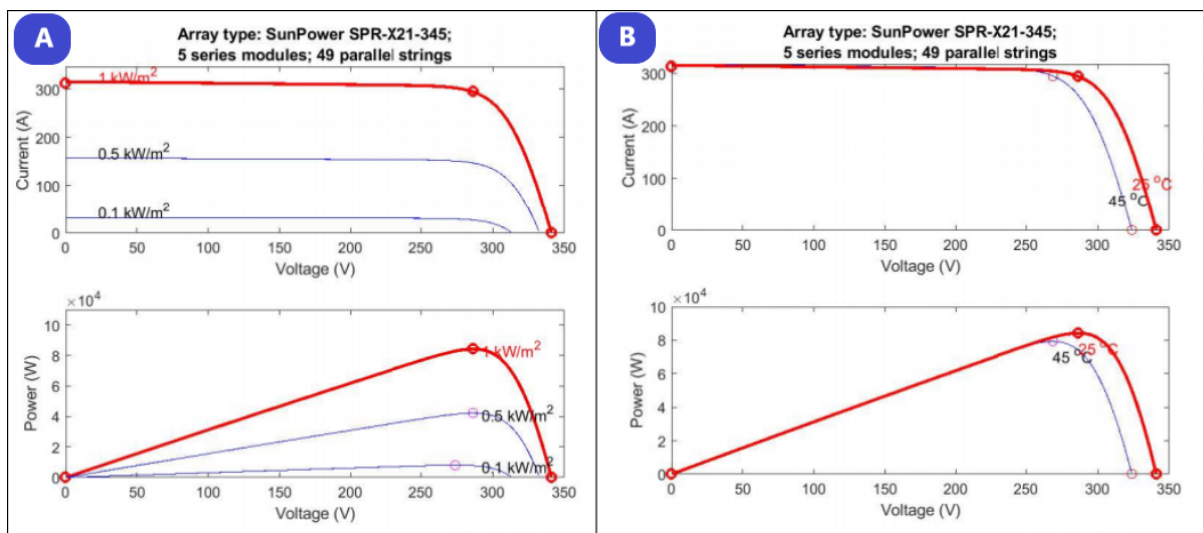 A
Array type: SunPower SPR-X21-345;
5 series modules; 49 parallel strings
Current (A)
300
200
100
0
1 kW/m²
0.5 kW/m²
0.1 kW/m²
0 50 100 150 200 250 300 350
Voltage (V)
×10⁴
Power (W)
10
8
6
4
2
0
1 kW/m²
0.5 kW/m²
0.1 kW/m²
0 50 100 150 200 250 300 350
Voltage (V)
B
Array type: SunPower SPR-X21-345;
5 series modules; 49 parallel strings
Current (A)
300
200
100
0
25 °C
45 °C
0 50 100 150 200 250 300 350
Voltage (V)
×10⁴
Power (W)
10
8
6
4
2
0
25 °C
45 °C
0 50 100 150 200 250 300 350
Voltage (V)